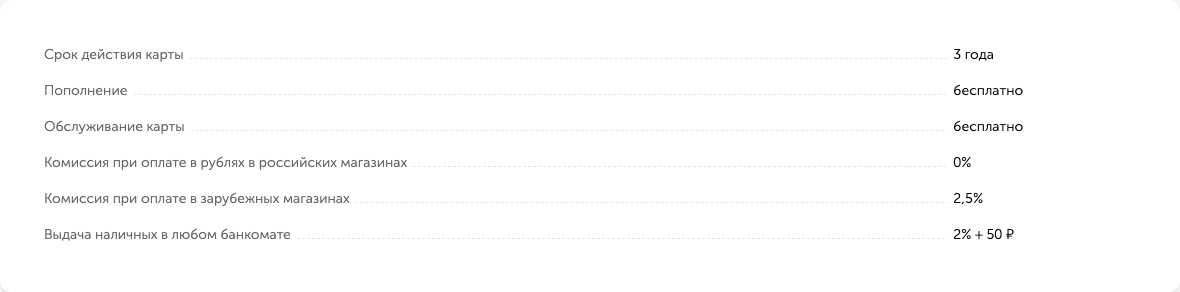 Срок действия карты 3 года
Пополнение бесплатно
Обслуживание карты бесплатно
Комиссия при оплате в рублях в российских магазинах 0%
Комиссия при оплате в зарубежных магазинах 2,5%
Выдача наличных в любом банкомате 2% + 50 ₽